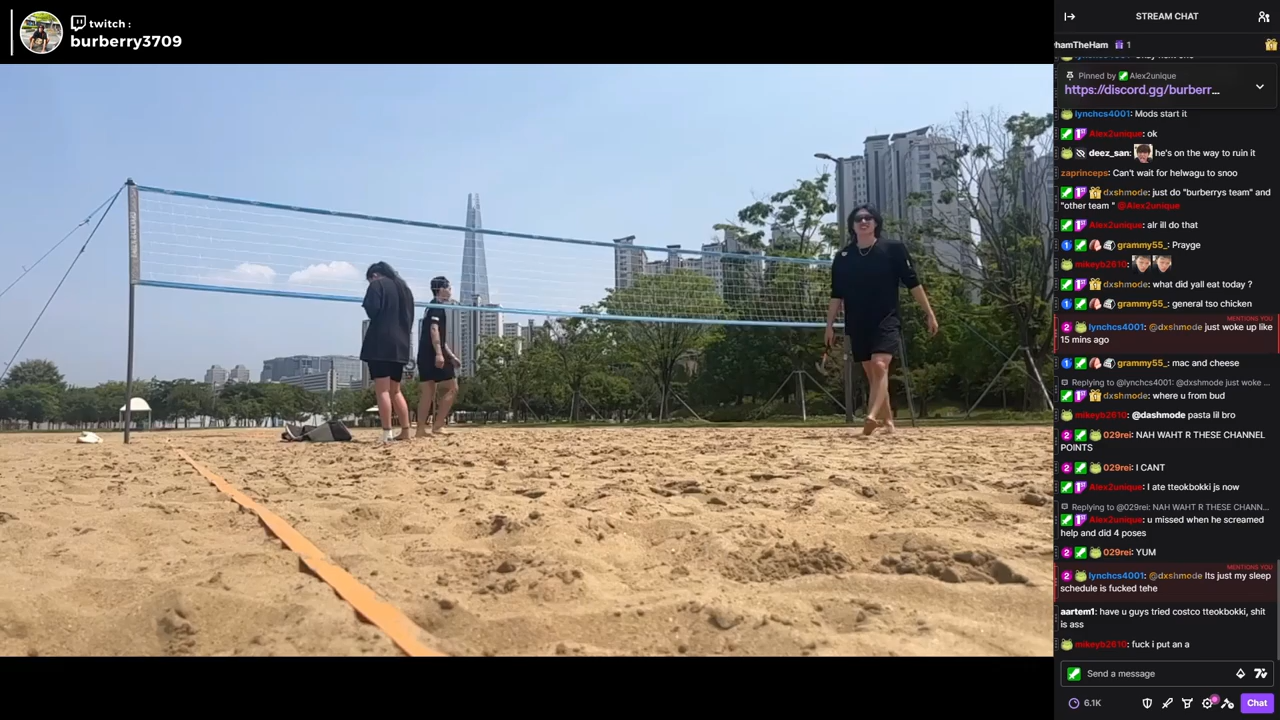 twitch :
burberry3709
STREAM CHAT
hamTheHam 1
Pinned by Alex2unique
https://discord.gg/burberr...
lynchcs4001: Mods start it
Alex2unique: ok
deez_san: he's on the way to ruin it
zaprinceps: Can't wait for helwagu to snoo
dxshmode: just do "burberrys team" and
"other team " @Alex2unique
Alex2unique: alr ill do that
grammy55_: Prayge
mikeyb2610:
dxshmode: what did yall eat today ?
grammy55_: general tso chicken
MENTIONS YOU
lynchcs4001: @dxshmode just woke up like
15 mins ago
grammy55_: mac and cheese
Replying to @lynchcs4001: @dxshmode just woke ...
dxshmode: where u from bud
mikeyb2610: @dashmode pasta lil bro
029rei: NAH WAHT R THESE CHANNEL
POINTS
029rei: I CANT
Alex2unique: I ate tteokbokki js now
Replying to @029rei: NAH WAHT R THESE CHANN...
Alex2unique: u missed when he screamed
help and did 4 poses
029rei: YUM
MENTIONS YOU
lynchcs4001: @dxshmode Its just my sleep
schedule is fucked tehe
aartem1: have u guys tried costco tteokbokki, shit
is ass
mikeyb2610: fuck i put an a
Send a message
6.1K
Chat